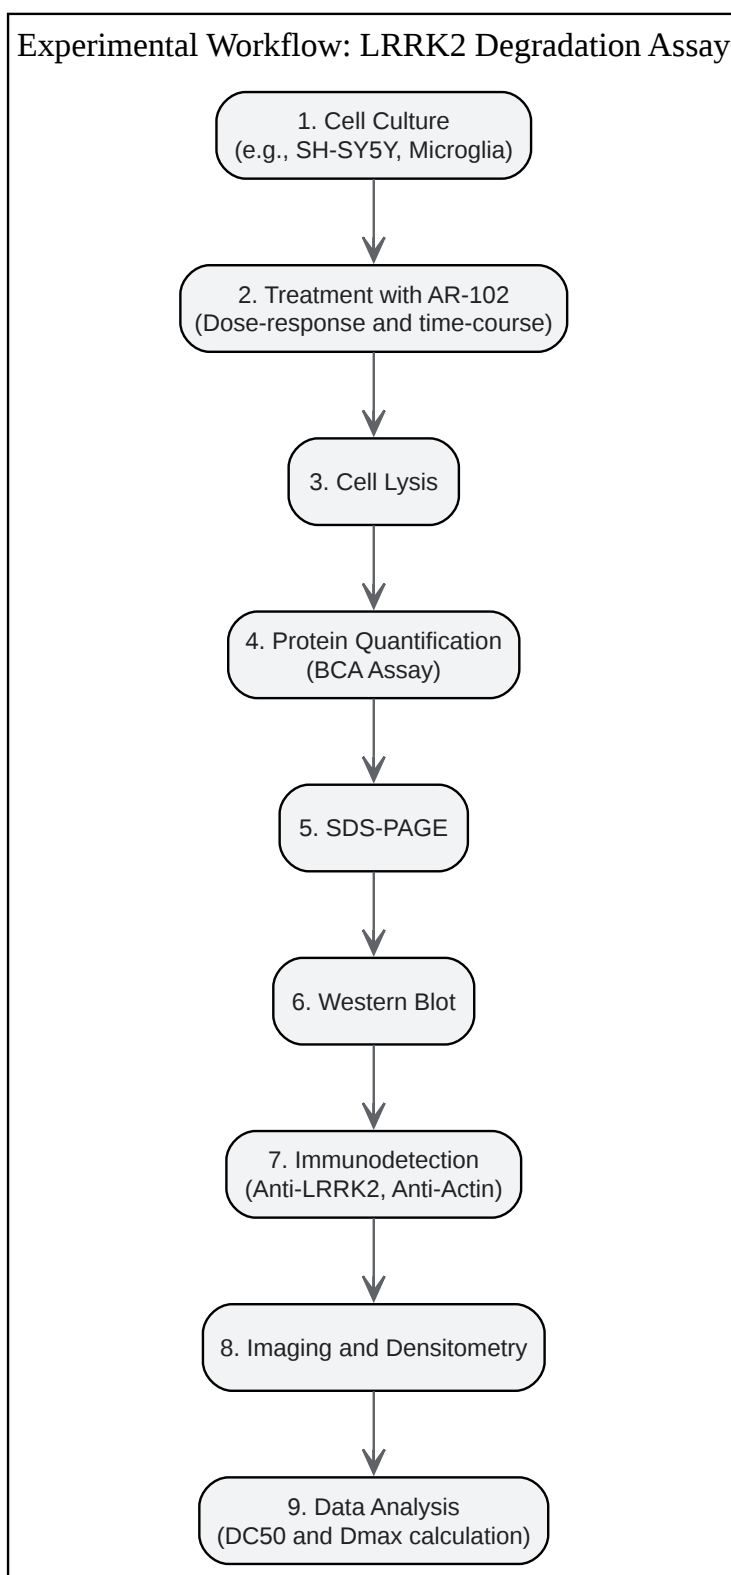 Experimental Workflow: LRRK2 Degradation Assay
1. Cell Culture
(e.g., SH-SY5Y, Microglia)
2. Treatment with AR-102
(Dose-response and time-course)
3. Cell Lysis
4. Protein Quantification
(BCA Assay)
5. SDS-PAGE
6. Western Blot
7. Immunodetection
(Anti-LRRK2, Anti-Actin)
8. Imaging and Densitometry
9. Data Analysis
(DC50 and Dmax calculation)